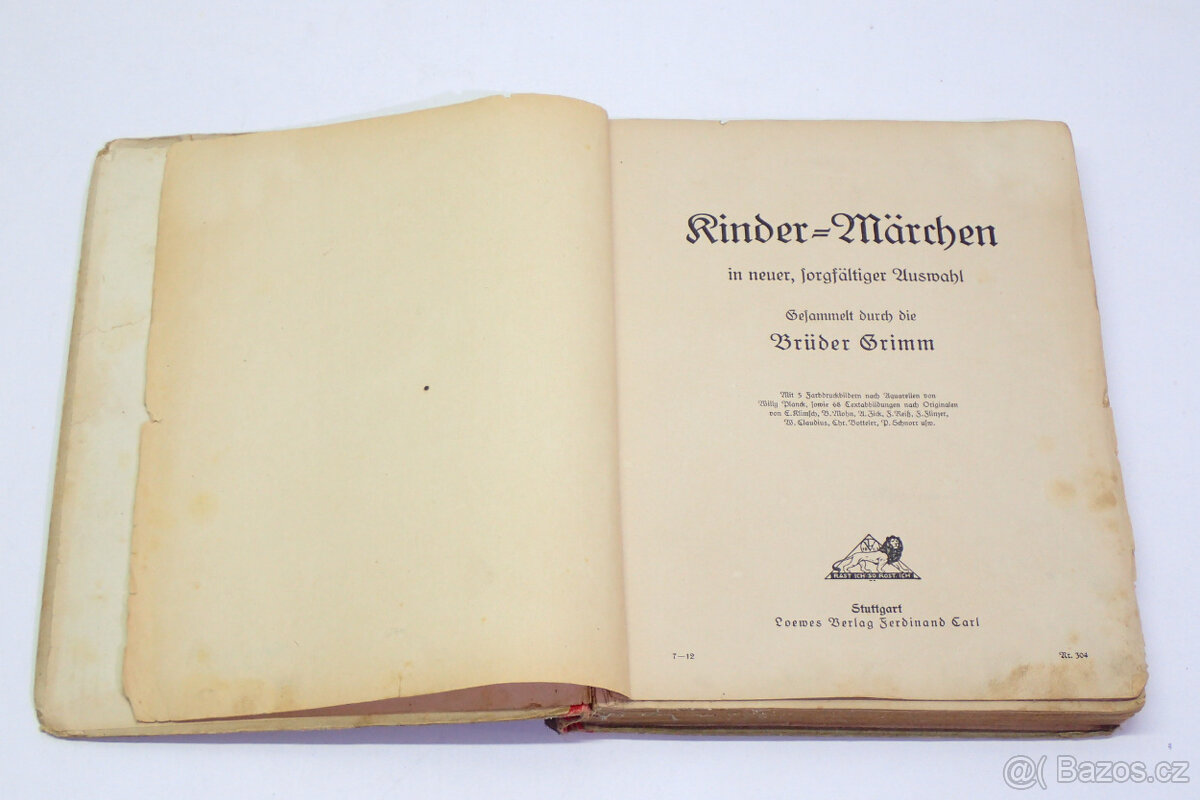 Kinder=Märchen
in neuer, sorgfältiger Auswahl
Gesammelt durch die
Brüder Grimm
Mit 5 Farbdruckbildern nach Aquarellen von
Willy Planck, sowie 68 Textabbildungen nach Originalen
von E. Klimsch, P. Mohn, A. Zick, F. Reiß, F. Flinzer,
W. Claudius, Chr. Votteler, P. Schnorr usw.
RAST ICH · SO ROST ICH
Stuttgart
Loewes Verlag Ferdinand Carl
7—12
Nr. 304
@( Bazos.cz